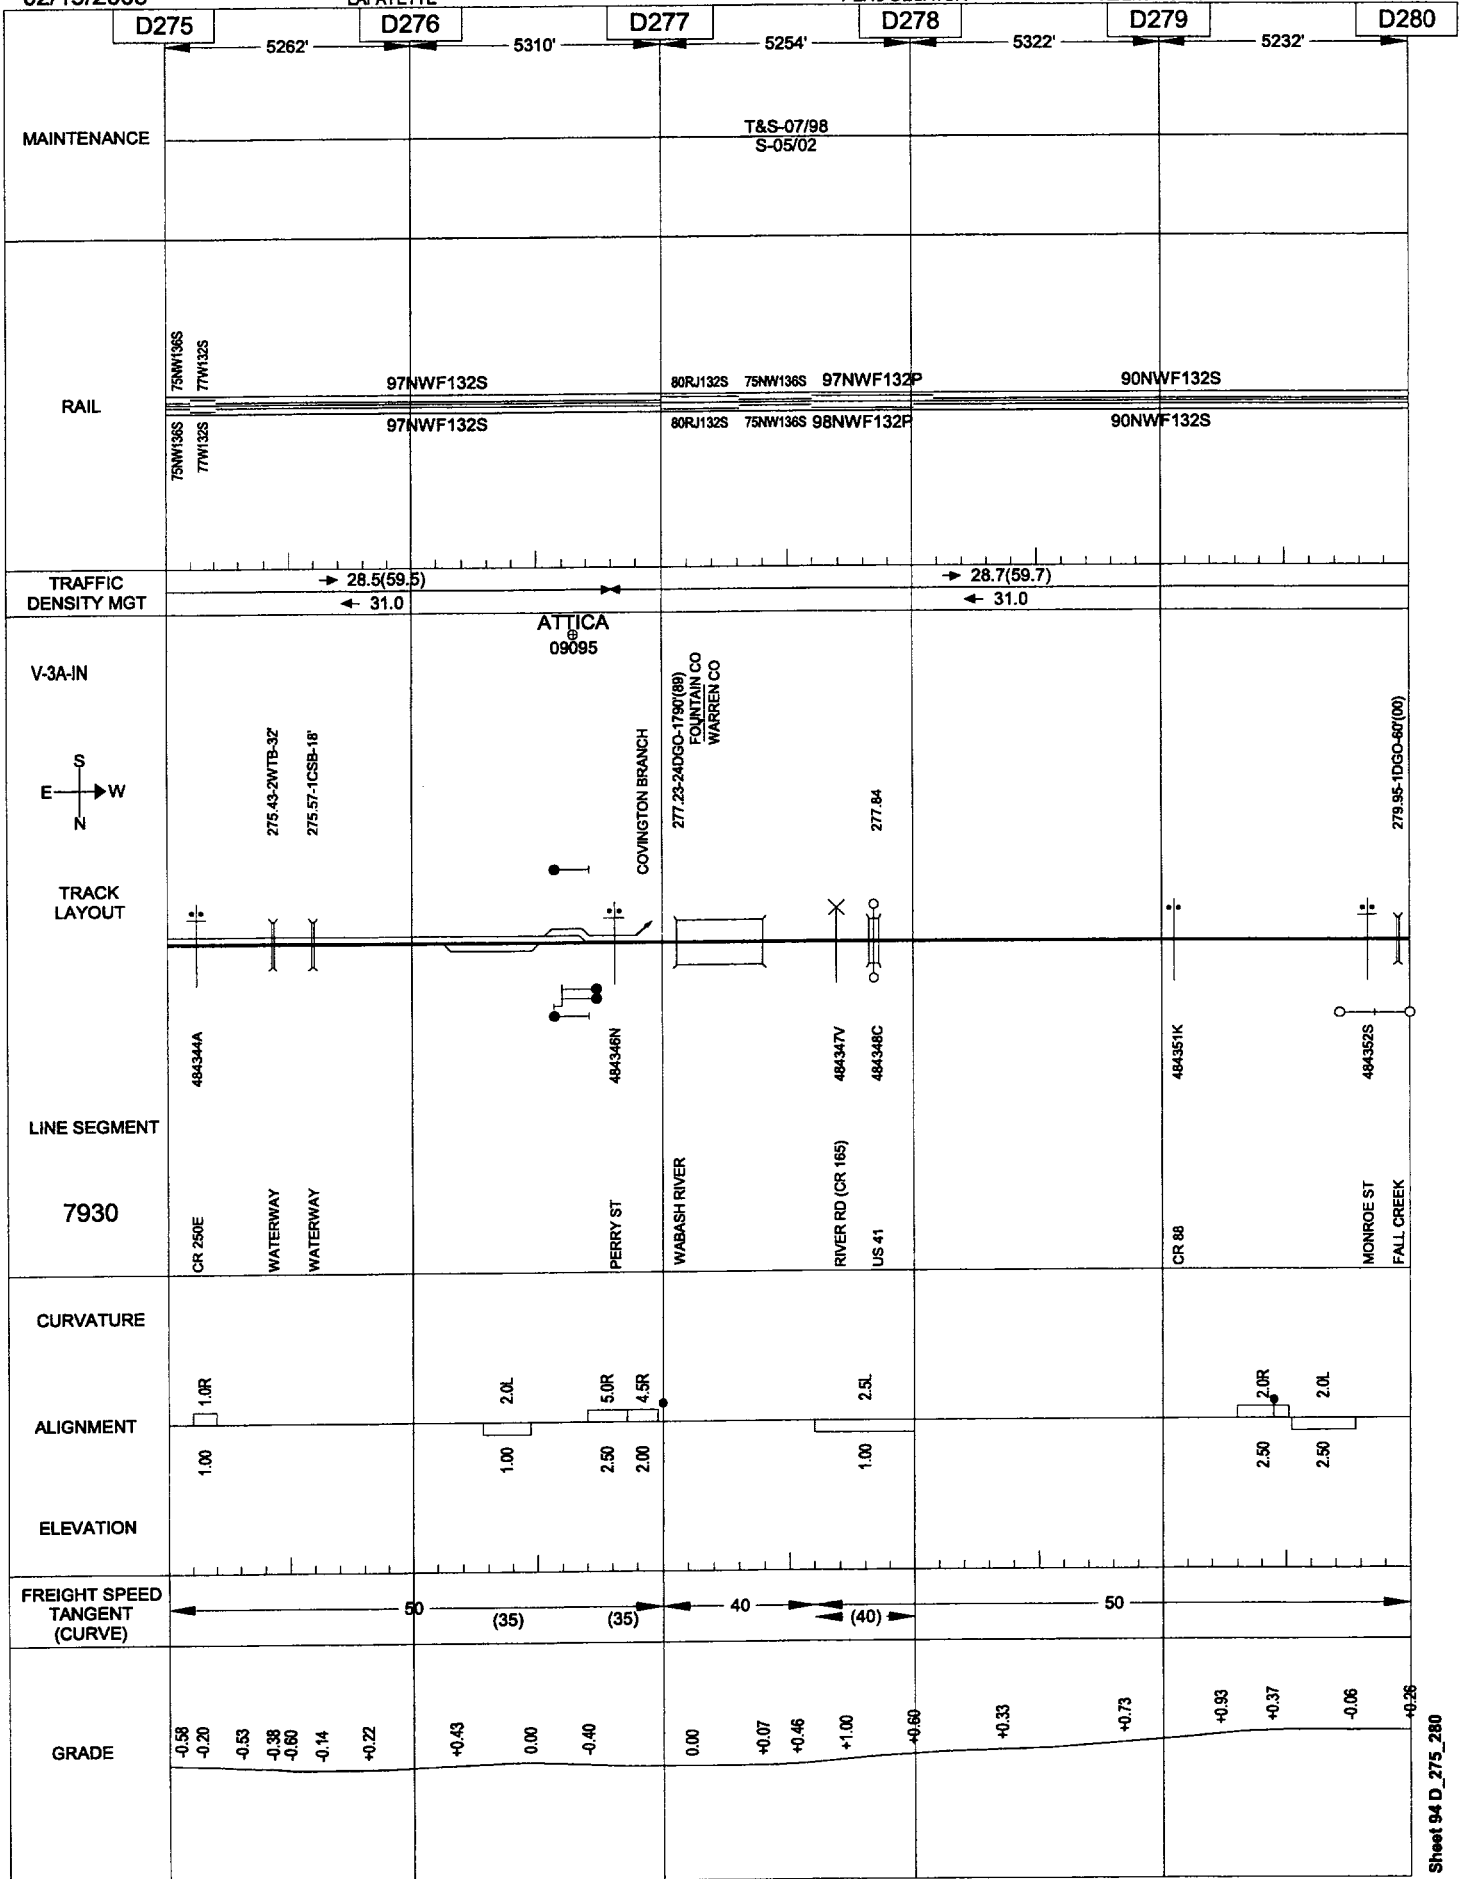 D275
D276
D277
D278
D279
D280
5262'
5310'
5254'
5322'
5232'
MAINTENANCE
T&S-07/98
S-05/02
RAIL
75NW136S
77W132S
97NWF132S
80RJ132S
75NW136S
97NWF132P
90NWF132S
75NW136S
77W132S
97NWF132S
80RJ132S
75NW136S
98NWF132P
90NWF132S
TRAFFIC
DENSITY MGT
28.5(59.5)
31.0
28.7(59.7)
31.0
V-3A-IN
ATTICA
09095
S
E W
N
275.43-2WTB-32'
275.57-1CSB-18'
COVINGTON BRANCH
277.23-24DGO-1790'(89)
FOUNTAIN CO
WARREN CO
277.84
279.95-1DGO-60'(00)
TRACK
LAYOUT
484344A
484346N
484347V
484348C
484351K
484352S
LINE SEGMENT
7930
CR 250E
WATERWAY
WATERWAY
PERRY ST
WABASH RIVER
RIVER RD (CR 165)
US 41
CR 88
MONROE ST
FALL CREEK
CURVATURE
1.0R
2.0L
5.0R
4.5R
2.5L
2.0R
2.0L
ALIGNMENT
1.00
1.00
2.50
2.00
1.00
2.50
2.50
ELEVATION
FREIGHT SPEED
TANGENT
(CURVE)
50
(35)
(35)
40
(40)
50
GRADE
-0.58
-0.20
-0.53
-0.38
-0.60
-0.14
+0.22
+0.43
0.00
-0.40
0.00
+0.07
+0.46
+1.00
+0.60
+0.33
+0.73
+0.93
+0.37
-0.06
+0.26
Sheet 94 D_275_280